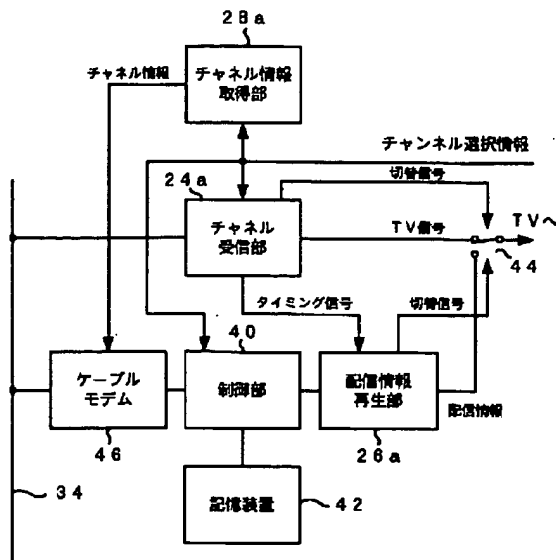 28a
チャネル情報
チャネル情報
取得部
チャンネル選択情報
切替信号
24a
チャネル
受信部
TV信号
TVへ
44
タイミング信号
切替信号
40
ケーブル
モデム
制御部
配信情報
再生部
配信情報
46
26a
34
記憶装置
42